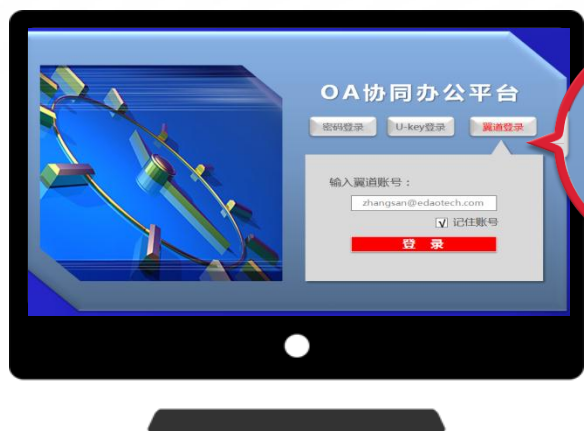 OA协同办公平台
密码登录 U-key登录 翼道登录
输入翼道账号：
zhangsan@edaotech.com
√ 记住账号
登 录